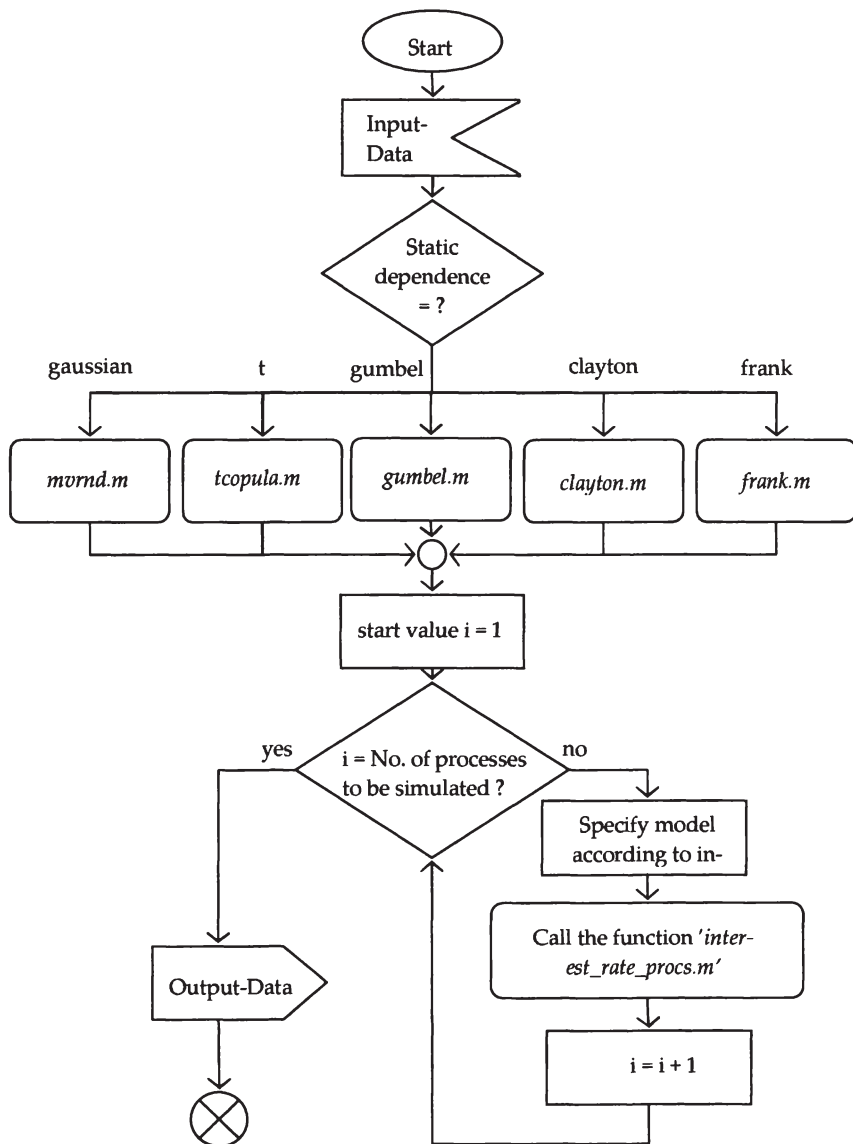 Start
Input-
Data
Static
dependence
= ?
gaussian
t
gumbel
clayton
frank
mvrnd.m
tcopula.m
gumbel.m
clayton.m
frank.m
start value i = 1
yes
i = No. of processes
to be simulated ?
no
Specify model
according to in-
Call the function 'inter-
est_rate_procs.m'
Output-Data
i = i + 1